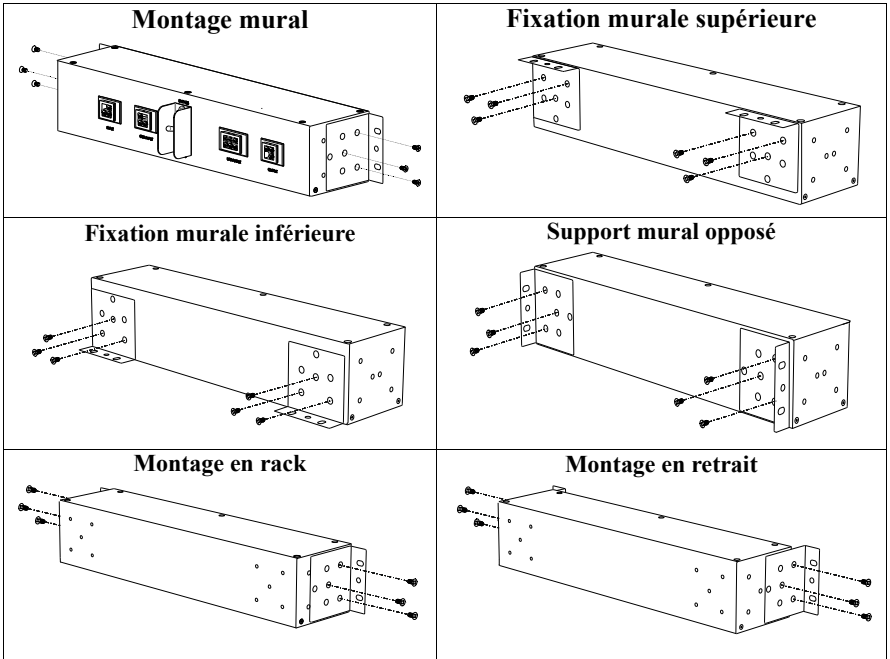 Montage mural
Fixation murale supérieure
Fixation murale inférieure
Support mural opposé
Montage en rack
Montage en retrait